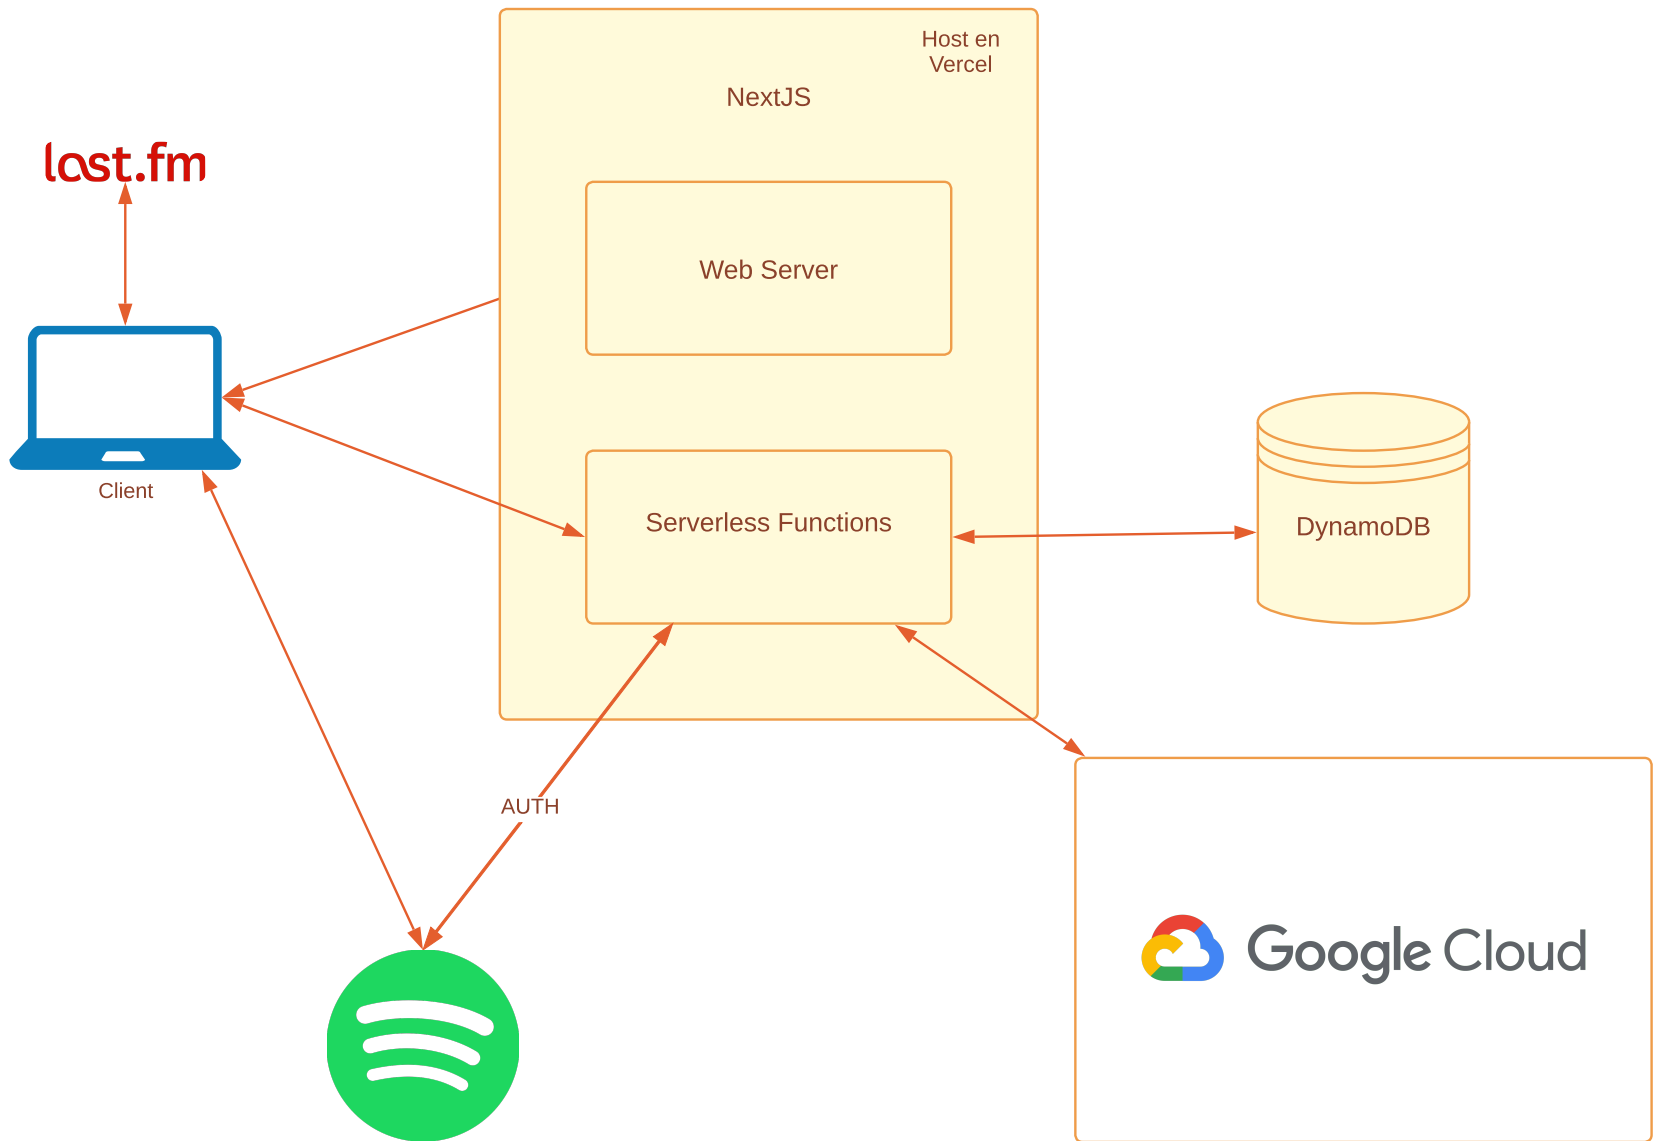 Host en
Vercel
NextJS
last.fm
Web Server
Client
Serverless Functions
DynamoDB
AUTH
Google Cloud